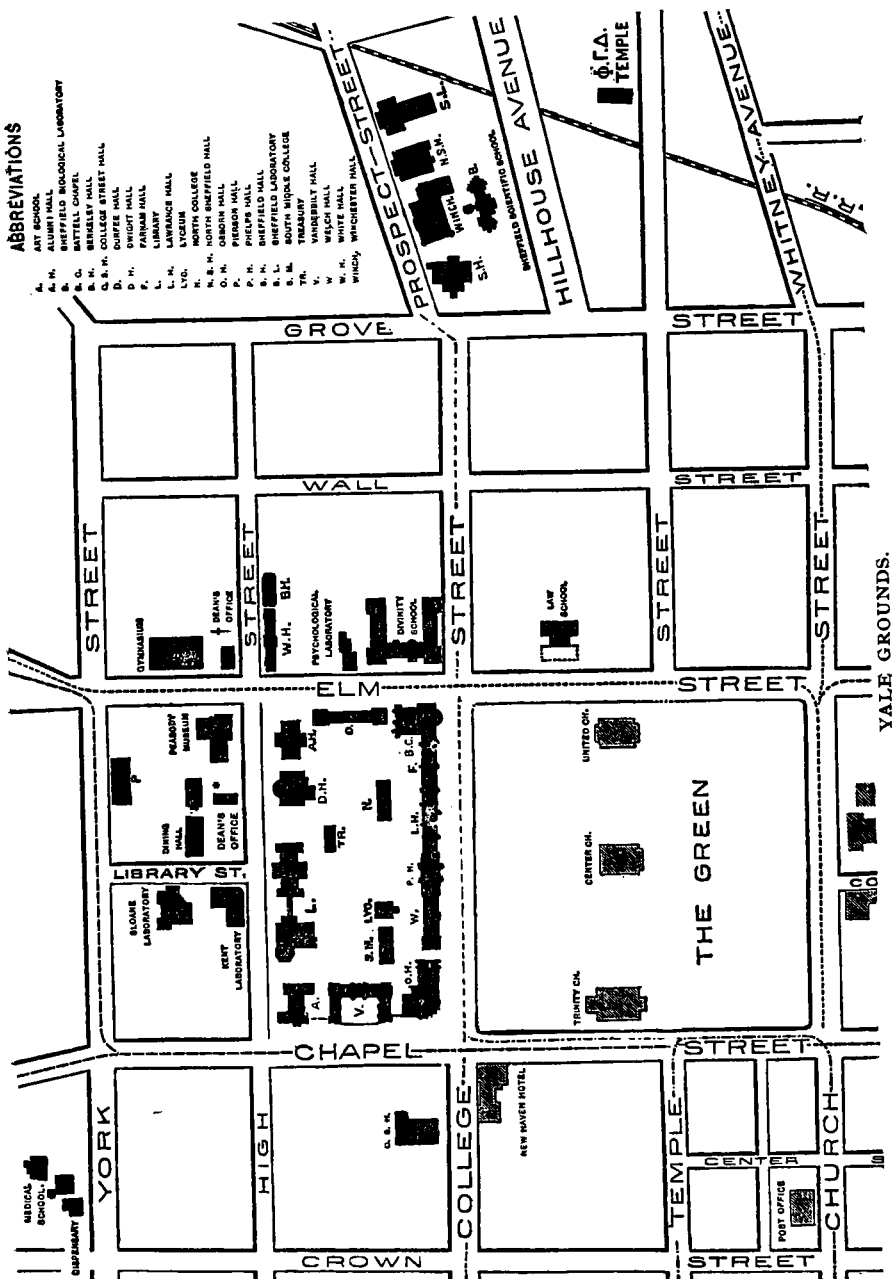 ABBREVIATIONS
A. ART SCHOOL
A. H. ALUMNI HALL
B. SHEFFIELD BIOLOGICAL LABORATORY
B. C. BATTELL CHAPEL
B. H. BERKELEY HALL
C. S. H. COLLEGE STREET HALL
D. DURFEE HALL
D H. DWIGHT HALL
F. FARNAM HALL
L. LIBRARY
L. H. LAWRANCE HALL
LYC. LYCEUM
N. NORTH COLLEGE
N. S. H. NORTH SHEFFIELD HALL
O. H. OSBORN HALL
P. PIERSON HALL
P. H. PHELPS HALL
S. H. SHEFFIELD HALL
S. L. SHEFFIELD LABORATORY
S. M. SOUTH MIDDLE COLLEGE
TR. TREASURY
V. VANDERBILT HALL
W WELCH HALL
W. H. WHITE HALL
WINCH, WINCHESTER HALL
PROSPECT-STREET
S.L.
N.S.H.
WINCH.
B.
S.H.
SHEFFIELD SCIENTIFIC SCHOOL
HILLHOUSE AVENUE
Φ.Γ.Δ.
TEMPLE
WHITNEY AVENUE
R.R.
GROVE
STREET
WALL
STREET
STREET
STREET
STREET
STREET
STREET
GYMNASIUM
DEAN'S
OFFICE
W.H. B.H.
PSYCHOLOGICAL
LABORATORY
DIVINITY
SCHOOL
LAW
SCHOOL
ELM
STREET
P
PEABODY
MUSEUM
DINING
HALL
DEAN'S
OFFICE
*
LIBRARY ST.
SLOANE
LABORATORY
KENT
LABORATORY
A.H.
D.
D.H.
B.C.
F.
N.
TR.
L.H.
P. H.
L.
LYC.
W.
S.M.
O.H.
A.
V.
UNITED CH.
CENTER CH.
TRINITY CH.
THE GREEN
CHAPEL
STREET
YORK
HIGH
COLLEGE
TEMPLE
CHURCH
MEDICAL
SCHOOL
DISPENSARY
C. S. H.
NEW HAVEN HOTEL
CENTER
POST OFFICE
CROWN
STREET
YALE GROUNDS.